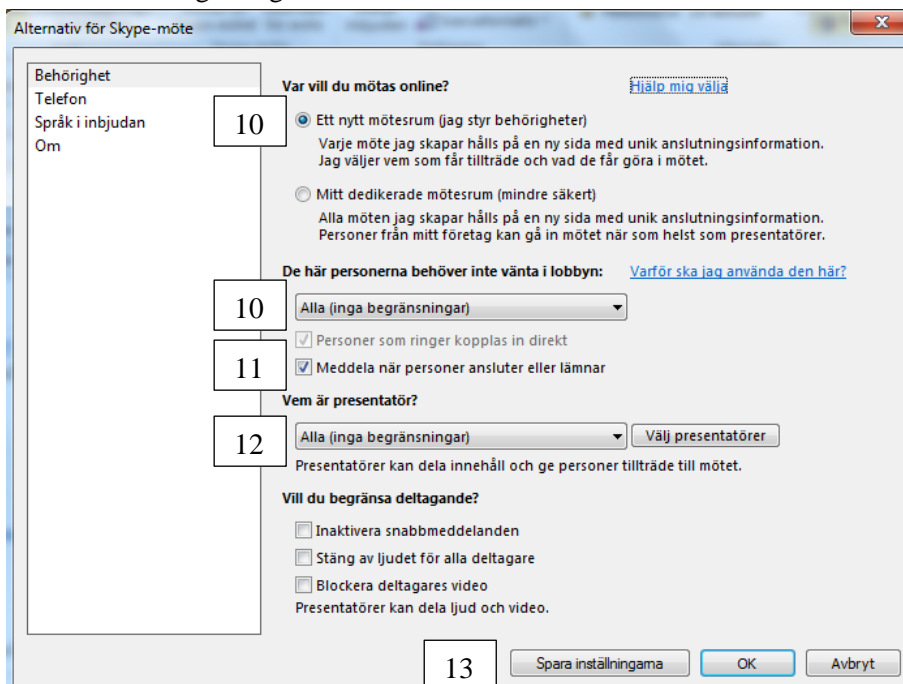 Alternativ för Skype-möte
Behörighet
Telefon
Språk i inbjudan
Om
Var vill du mötas online? Hjälp mig välja
10 Ett nytt mötesrum (jag styr behörigheter)
Varje möte jag skapar hålls på en ny sida med unik anslutningsinformation.
Jag väljer vem som får tillträde och vad de får göra i mötet.
Mitt dedikerade mötesrum (mindre säkert)
Alla möten jag skapar hålls på en ny sida med unik anslutningsinformation.
Personer från mitt företag kan gå in mötet när som helst som presentatörer.
De här personerna behöver inte vänta i lobbyn: Varför ska jag använda den här?
10 Alla (inga begränsningar)
Personer som ringer kopplas in direkt
11 Meddela när personer ansluter eller lämnar
Vem är presentatör?
12 Alla (inga begränsningar) Välj presentatörer
Presentatörer kan dela innehåll och ge personer tillträde till mötet.
Vill du begränsa deltagande?
Inaktivera snabbmeddelanden
Stäng av ljudet för alla deltagare
Blockera deltagares video
Presentatörer kan dela ljud och video.
13 Spara inställningarna OK Avbryt